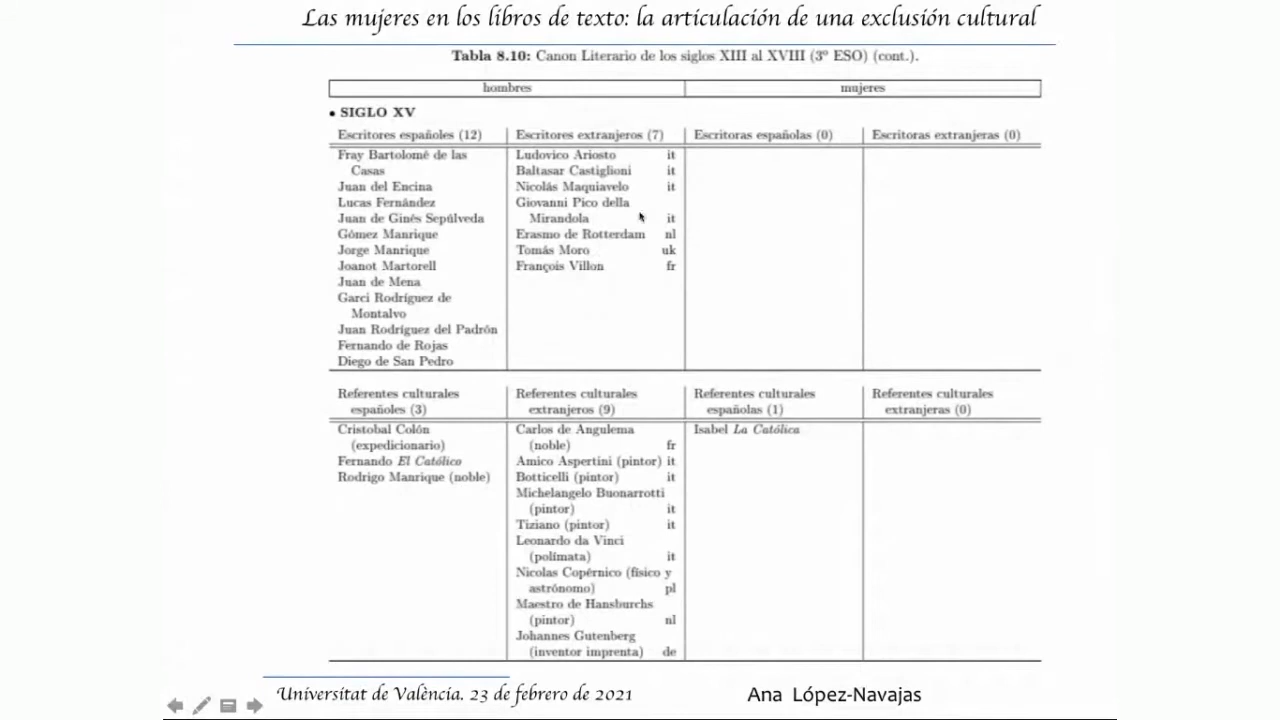 Las mujeres en los libros de texto: la articulación de una exclusión cultural
Tabla 8.10: Canon Literario de los siglos XIII al XVIII (3º ESO) (cont.).
hombres mujeres
• SIGLO XV
Escritores españoles (12) Escritores extranjeros (7) Escritoras españolas (0) Escritoras extranjeras (0)
Fray Bartolomé de las Ludovico Ariosto it
Casas Baltasar Castiglioni it
Juan del Encina Nicolás Maquiavelo it
Lucas Fernández Giovanni Pico della
Juan de Ginés Sepúlveda Mirandola it
Gómez Manrique Erasmo de Rotterdam nl
Jorge Manrique Tomás Moro uk
Joanot Martorell François Villon fr
Juan de Mena
Garci Rodríguez de
Montalvo
Juan Rodríguez del Padrón
Fernando de Rojas
Diego de San Pedro
Referentes culturales Referentes culturales Referentes culturales Referentes culturales
españoles (3) extranjeros (9) españolas (1) extranjeras (0)
Cristobal Colón Carlos de Angulema Isabel La Católica
(expedicionario) (noble) fr
Fernando El Católico Amico Aspertini (pintor) it
Rodrigo Manrique (noble) Botticelli (pintor) it
Michelangelo Buonarrotti
(pintor) it
Tiziano (pintor) it
Leonardo da Vinci
(polímata) it
Nicolas Copérnico (físico y
astrónomo) pl
Maestro de Hansburchs
(pintor) nl
Johannes Gutenberg
(inventor imprenta) de
Universitat de València. 23 de febrero de 2021 Ana López-Navajas